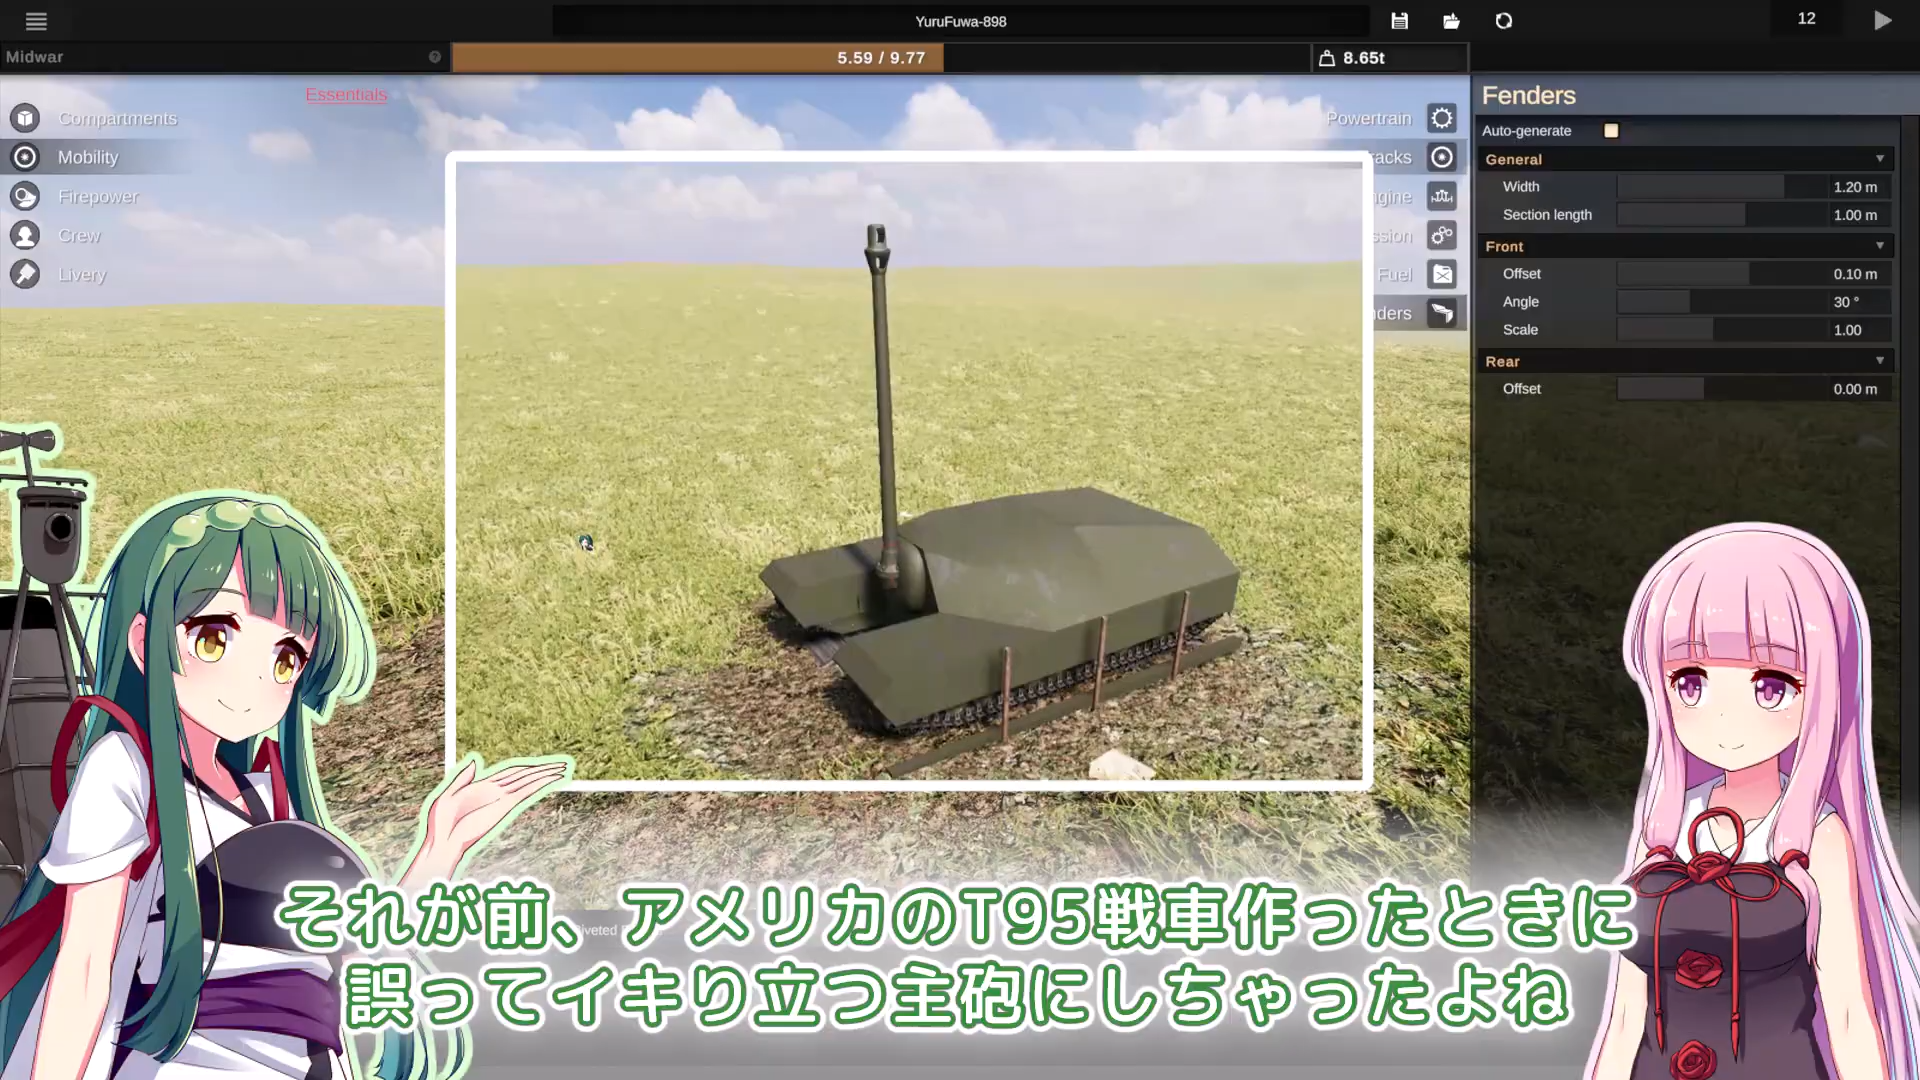 YuruFuwa-898
12
Midwar
5.59 / 9.77
8.65t
Essentials
Compartments
Mobility
Firepower
Crew
Livery
Powertrain
Fuel
Fenders
Auto-generate
General
Width
1.20 m
Section length
1.00 m
Front
Offset
0.10 m
Angle
30 °
Scale
1.00
Rear
Offset
0.00 m
それが前、アメリカのT95戦車作ったときに
誤ってイキり立つ主砲にしちゃったよね